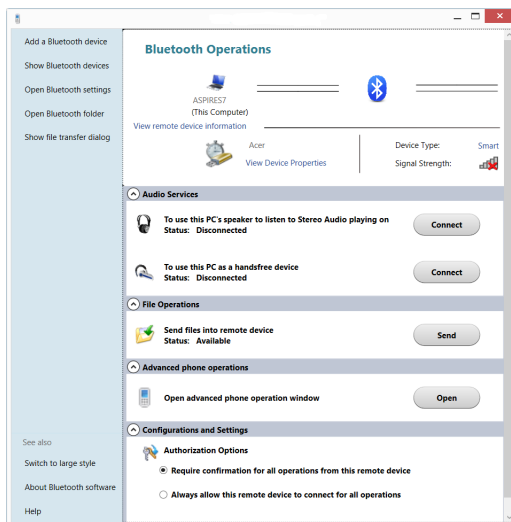 Add a Bluetooth device
Show Bluetooth devices
Open Bluetooth settings
Open Bluetooth folder
Show file transfer dialog
See also
Switch to large style
About Bluetooth software
Help
Bluetooth Operations
ASPIRES7
(This Computer)
View remote device information
Acer
View Device Properties
Device Type: Smart
Signal Strength:
Audio Services
To use this PC's speaker to listen to Stereo Audio playing on
Status: Disconnected
Connect
To use this PC as a handsfree device
Status: Disconnected
Connect
File Operations
Send files into remote device
Status: Available
Send
Advanced phone operations
Open advanced phone operation window
Open
Configurations and Settings
Authorization Options
Require confirmation for all operations from this remote device
Always allow this remote device to connect for all operations